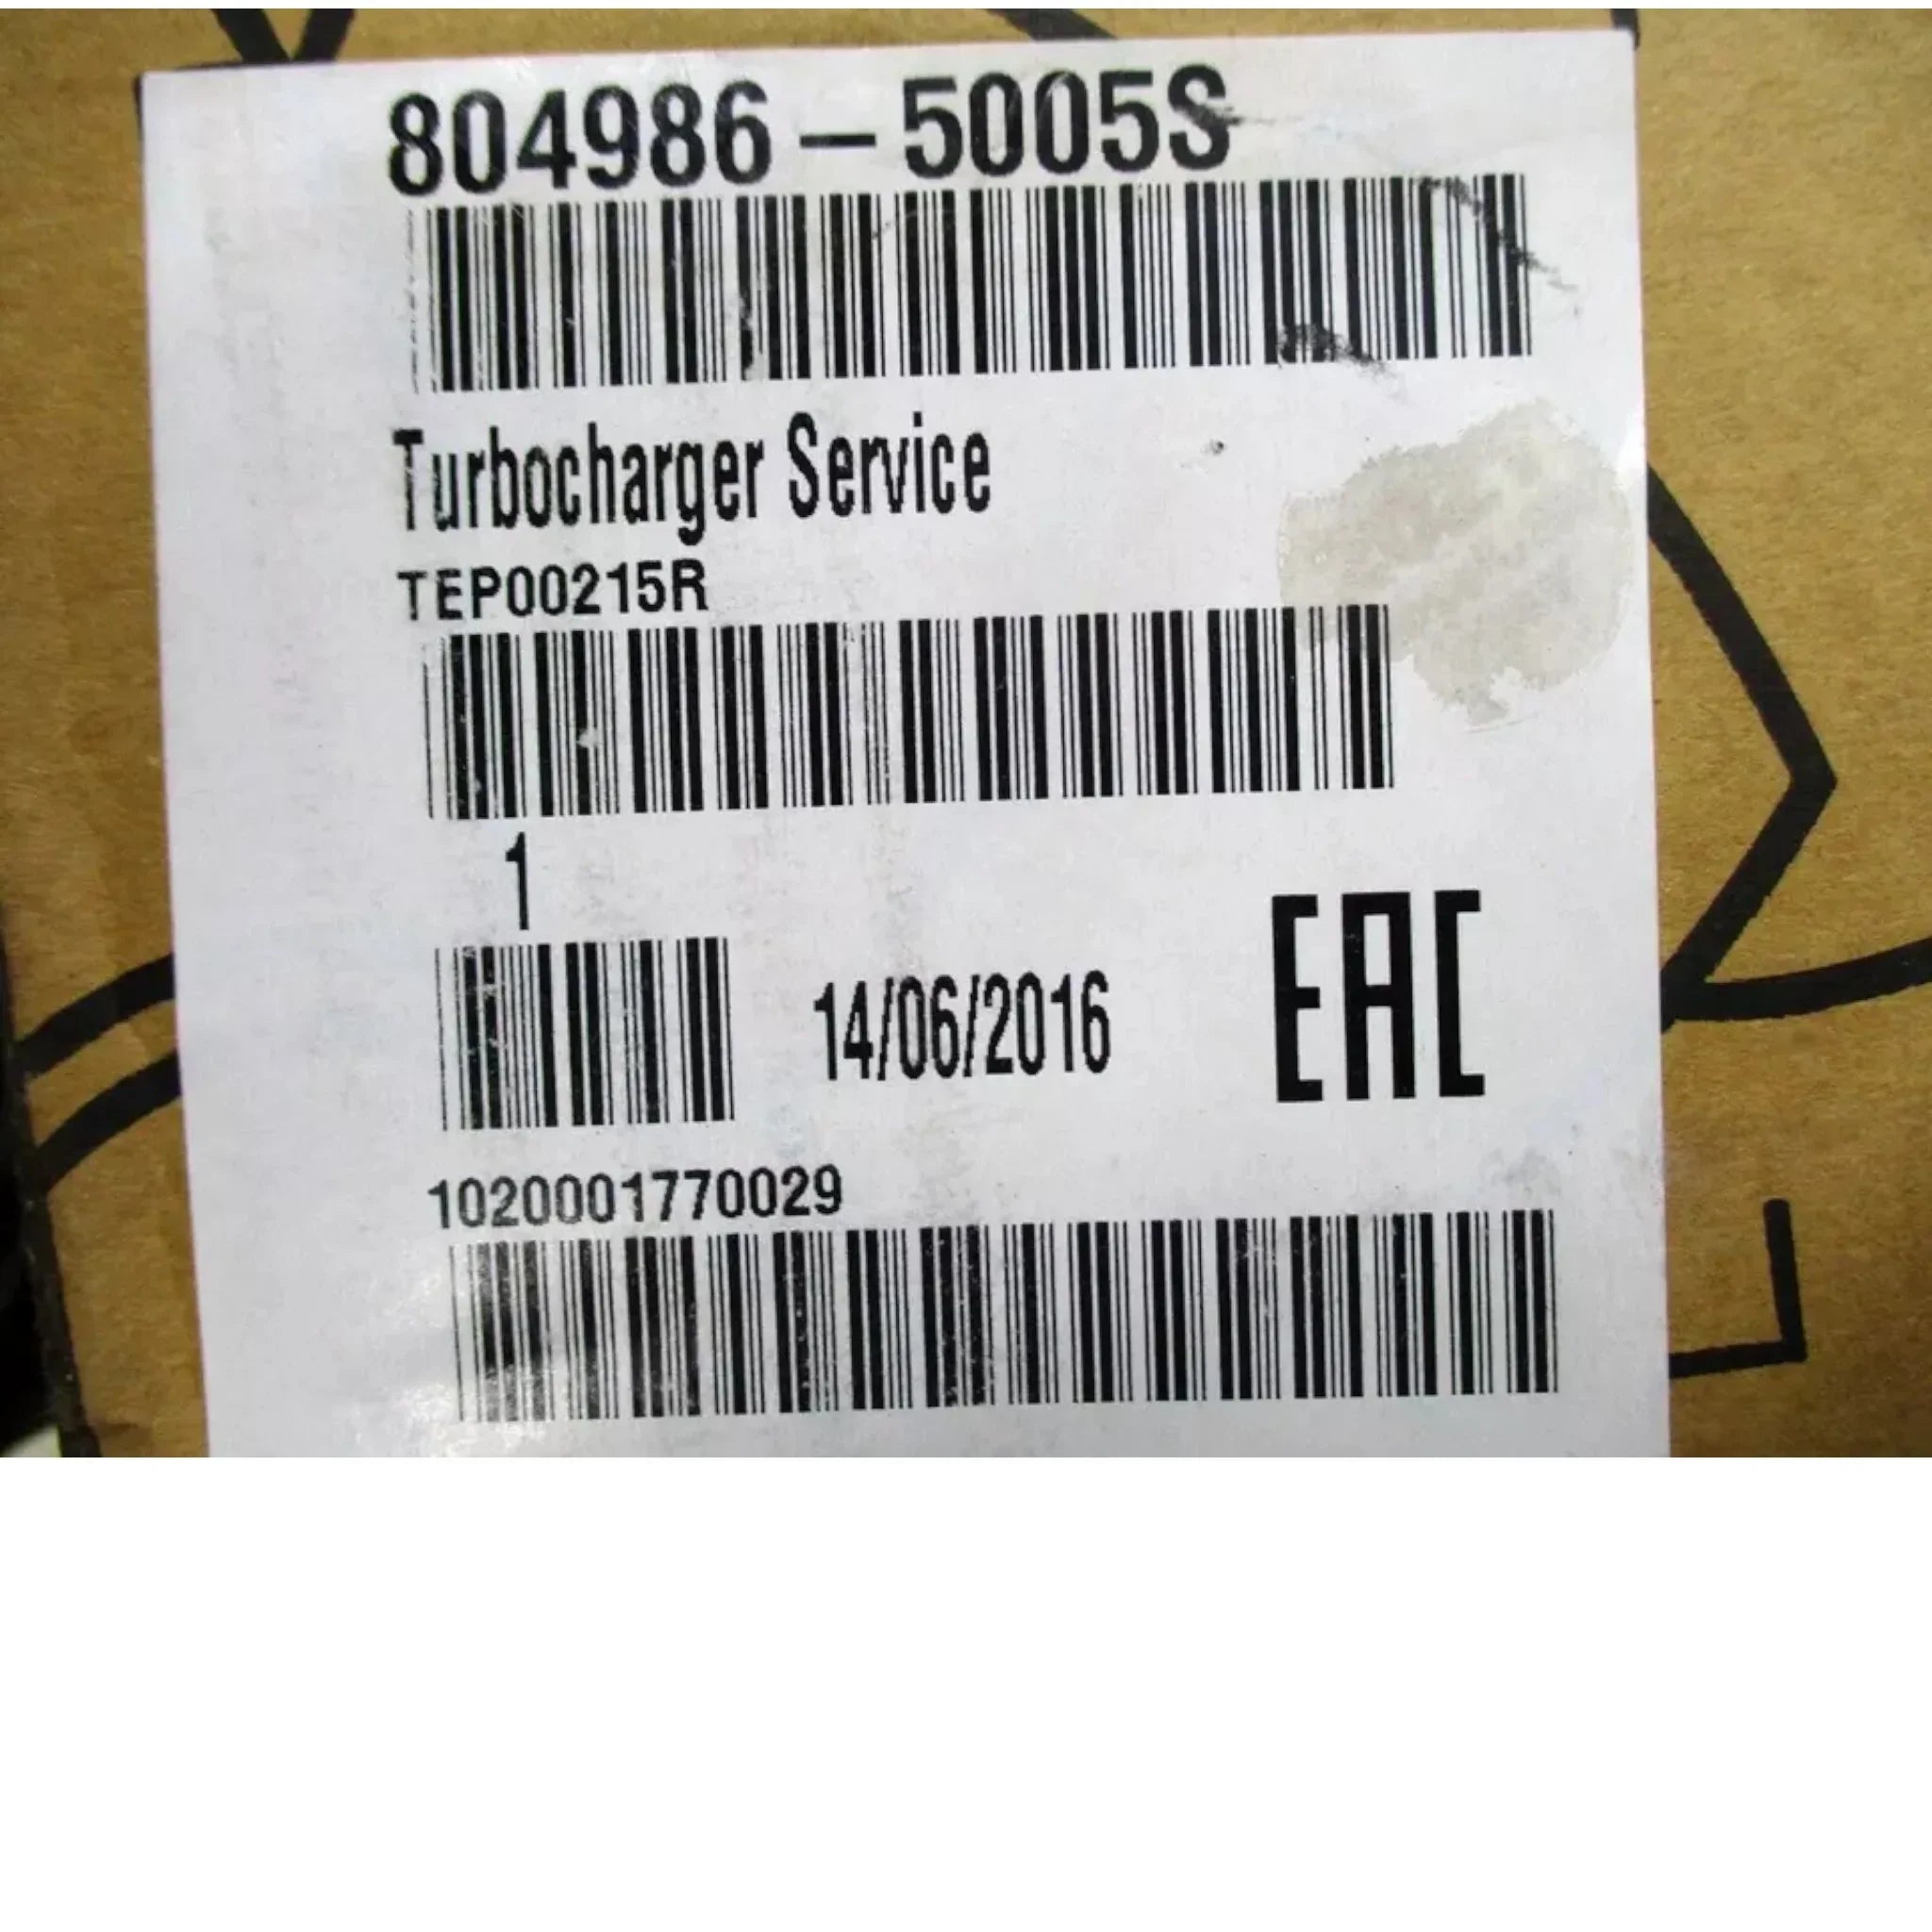 804986-5005S
Turbocharger Service
TEP00215R
1
14/06/2016
EAC
1020001770029